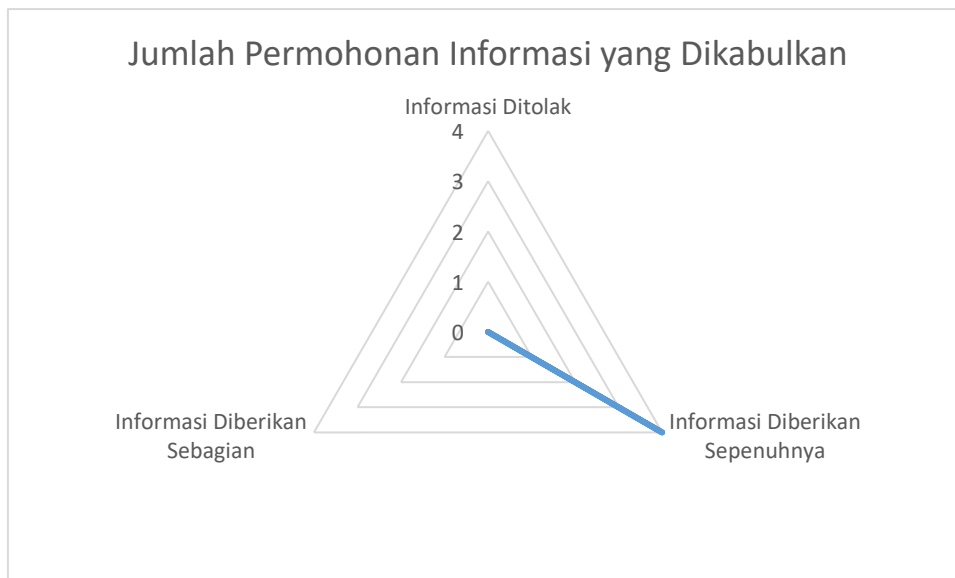 Jumlah Permohonan Informasi yang Dikabulkan
Informasi Ditolak
4
3
2
1
0
Informasi Diberikan
Sebagian
Informasi Diberikan
Sepenuhnya